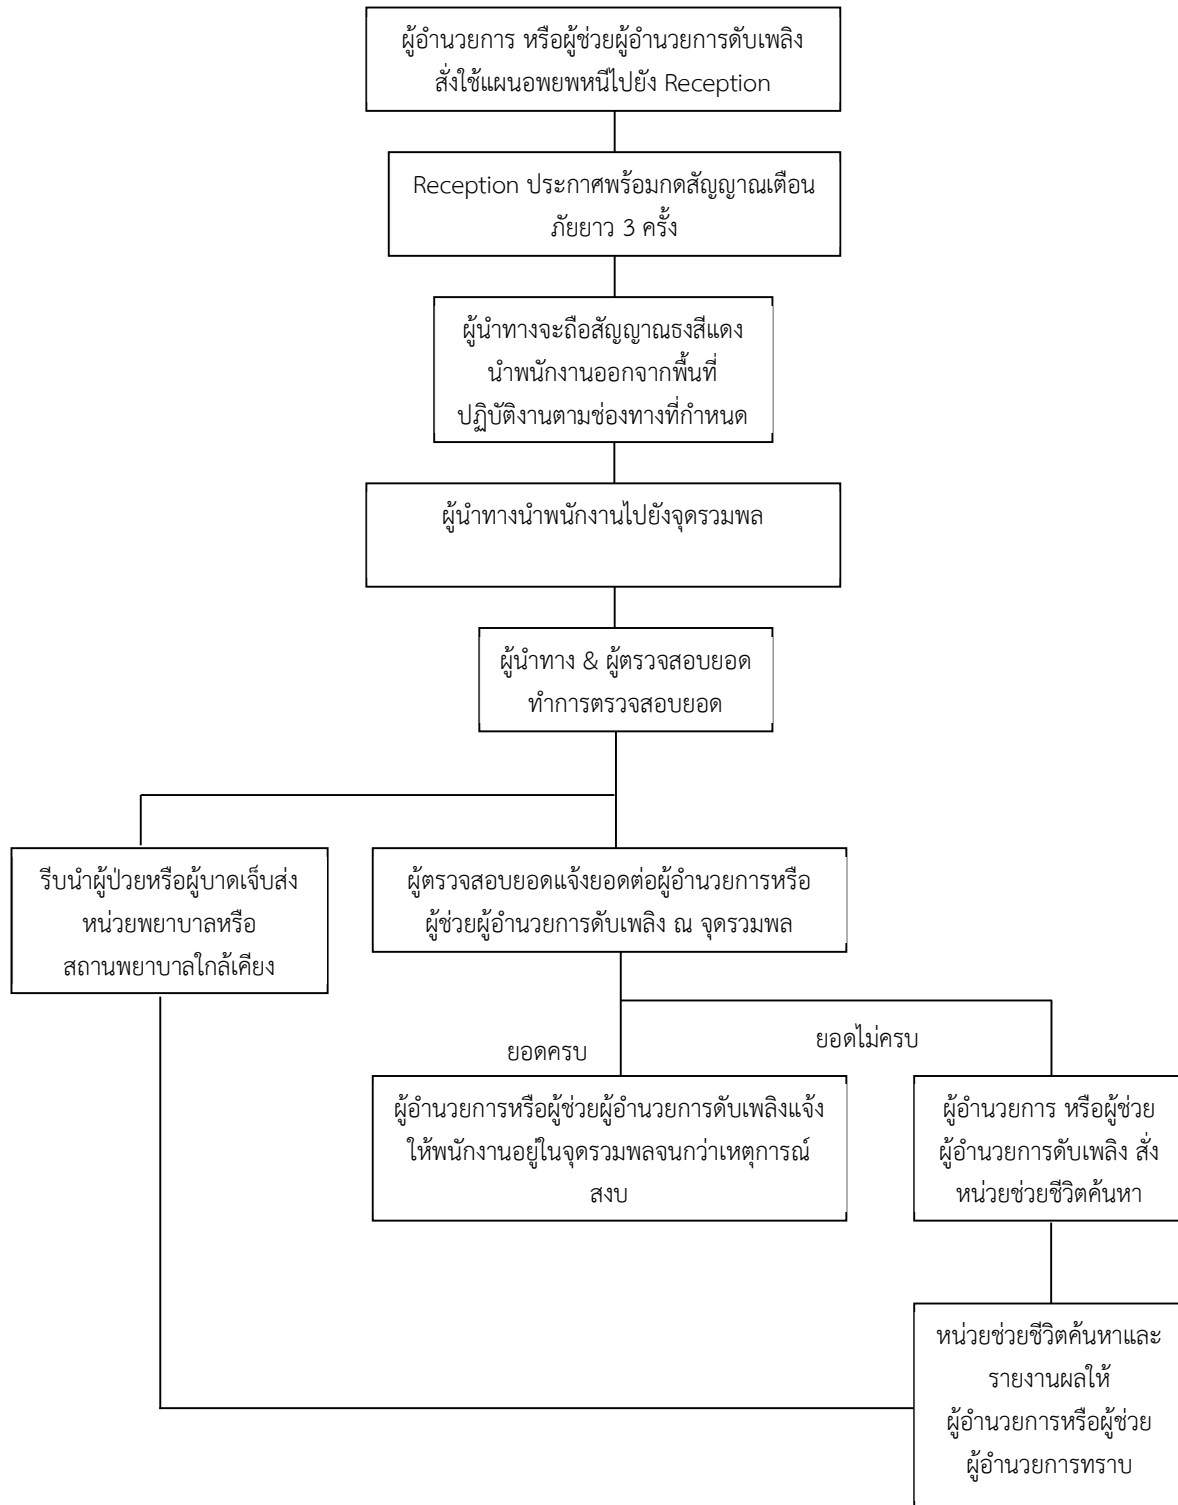 ผู้อำนวยการ หรือผู้ช่วยผู้อำนวยการดับเพลิง
สั่งใช้แผนอพยพหนีไปยัง Reception
Reception ประกาศพร้อมกดสัญญาณเตือน
ภัยยาว 3 ครั้ง
ผู้นำทางจะถือสัญญาณธงสีแดง
นำพนักงานออกจากพื้นที่
ปฏิบัติงานตามช่องทางที่กำหนด
ผู้นำทางนำพนักงานไปยังจุดรวมพล
ผู้นำทาง & ผู้ตรวจสอบยอด
ทำการตรวจสอบยอด
รีบนำผู้ป่วยหรือผู้บาดเจ็บส่ง
หน่วยพยาบาลหรือ
สถานพยาบาลใกล้เคียง
ผู้ตรวจสอบยอดแจ้งยอดต่อผู้อำนวยการหรือ
ผู้ช่วยผู้อำนวยการดับเพลิง ณ จุดรวมพล
ยอดครบ
ยอดไม่ครบ
ผู้อำนวยการหรือผู้ช่วยผู้อำนวยการดับเพลิงแจ้ง
ให้พนักงานอยู่ในจุดรวมพลจนกว่าเหตุการณ์
สงบ
ผู้อำนวยการ หรือผู้ช่วย
ผู้อำนวยการดับเพลิง สั่ง
หน่วยช่วยชีวิตค้นหา
หน่วยช่วยชีวิตค้นหาและ
รายงานผลให้
ผู้อำนวยการหรือผู้ช่วย
ผู้อำนวยการทราบ